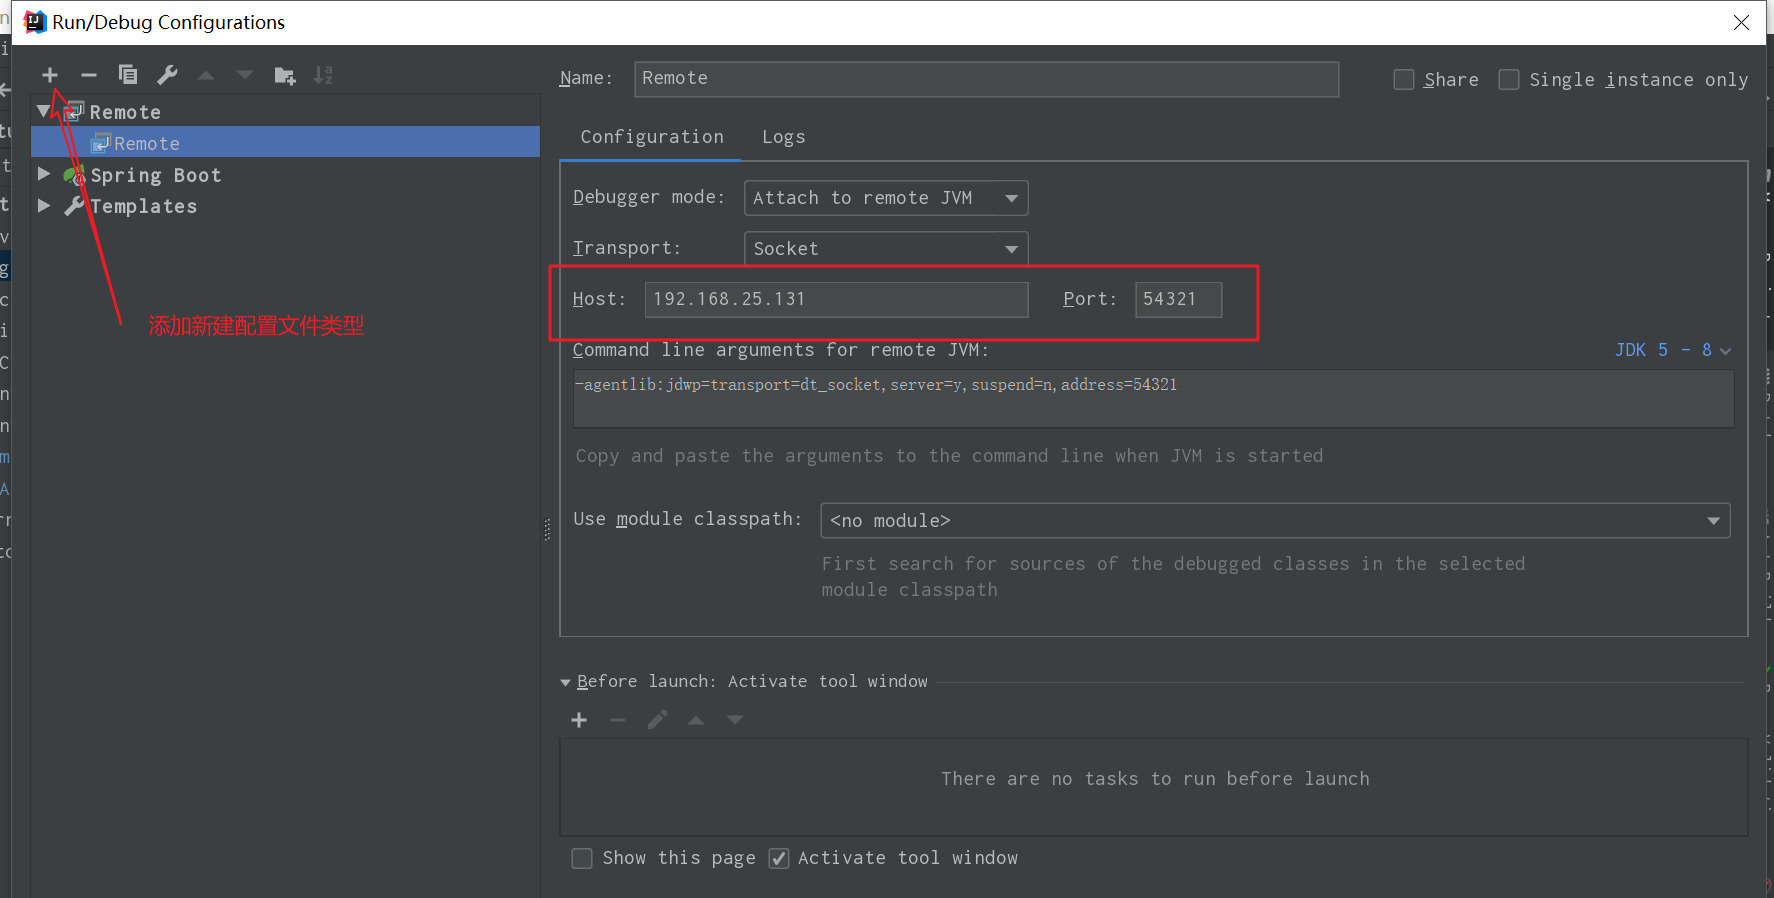 Run/Debug Configurations
Name: Remote
Share
Single instance only
Remote
Remote
Spring Boot
Templates
添加新建配置文件类型
Configuration Logs
Debugger mode: Attach to remote JVM
Transport: Socket
Host: 192.168.25.131 Port: 54321
Command line arguments for remote JVM: JDK 5 - 8
-agentlib:jdwp=transport=dt_socket,server=y,suspend=n,address=54321
Copy and paste the arguments to the command line when JVM is started
Use module classpath: <no module>
First search for sources of the debugged classes in the selected
module classpath
Before launch: Activate tool window
There are no tasks to run before launch
Show this page Activate tool window